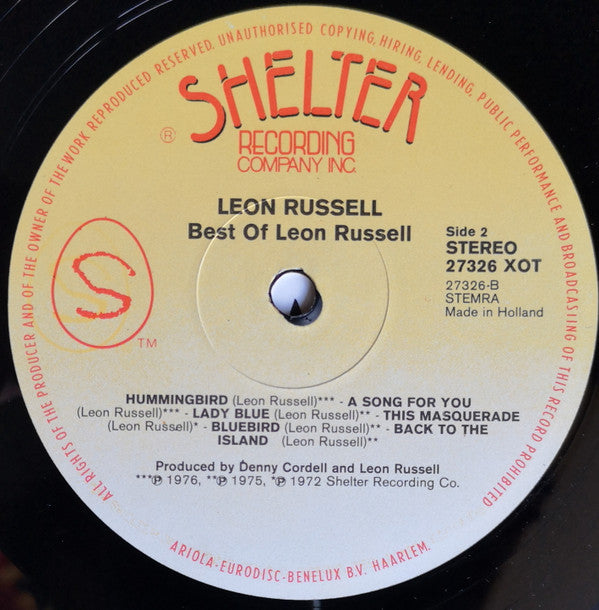 ALL RIGHTS OF THE PRODUCER AND OF THE OWNER OF THE WORK REPRODUCED RESERVED. UNAUTHORISED COPYING, HIRING, LENDING, PUBLIC PERFORMANCE AND BROADCASTING OF THIS RECORD PROHIBITED
SHELTER
®
RECORDING
COMPANY INC.
LEON RUSSELL
Best Of Leon Russell
Side 2
STEREO
27326 XOT
27326-B
STEMRA
Made in Holland
S
TM
HUMMINGBIRD (Leon Russell)*** - A SONG FOR YOU
(Leon Russell)*** - LADY BLUE (Leon Russell)** - THIS MASQUERADE
(Leon Russell)* - BLUEBIRD (Leon Russell)** - BACK TO THE
ISLAND (Leon Russell)**
Produced by Denny Cordell and Leon Russell
***℗ 1976, **℗ 1975, *℗ 1972 Shelter Recording Co.
ARIOLA-EURODISC-BENELUX B.V. HAARLEM.